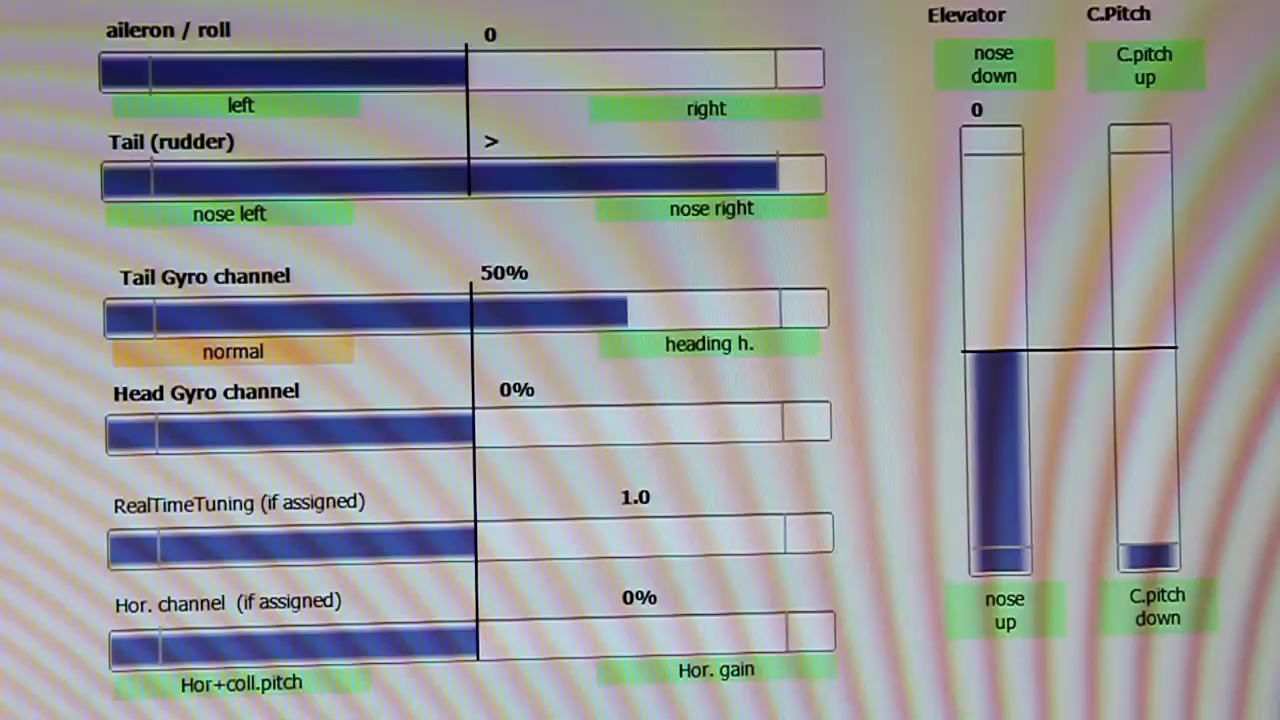 aileron / roll
0
left
right
Tail (rudder)
>
nose left
nose right
Tail Gyro channel
50%
normal
heading h.
Head Gyro channel
0%
RealTimeTuning (if assigned)
1.0
Hor. channel (if assigned)
0%
Hor+coll.pitch
Hor. gain
Elevator
C.Pitch
nose
down
C.pitch
up
0
nose
up
C.pitch
down